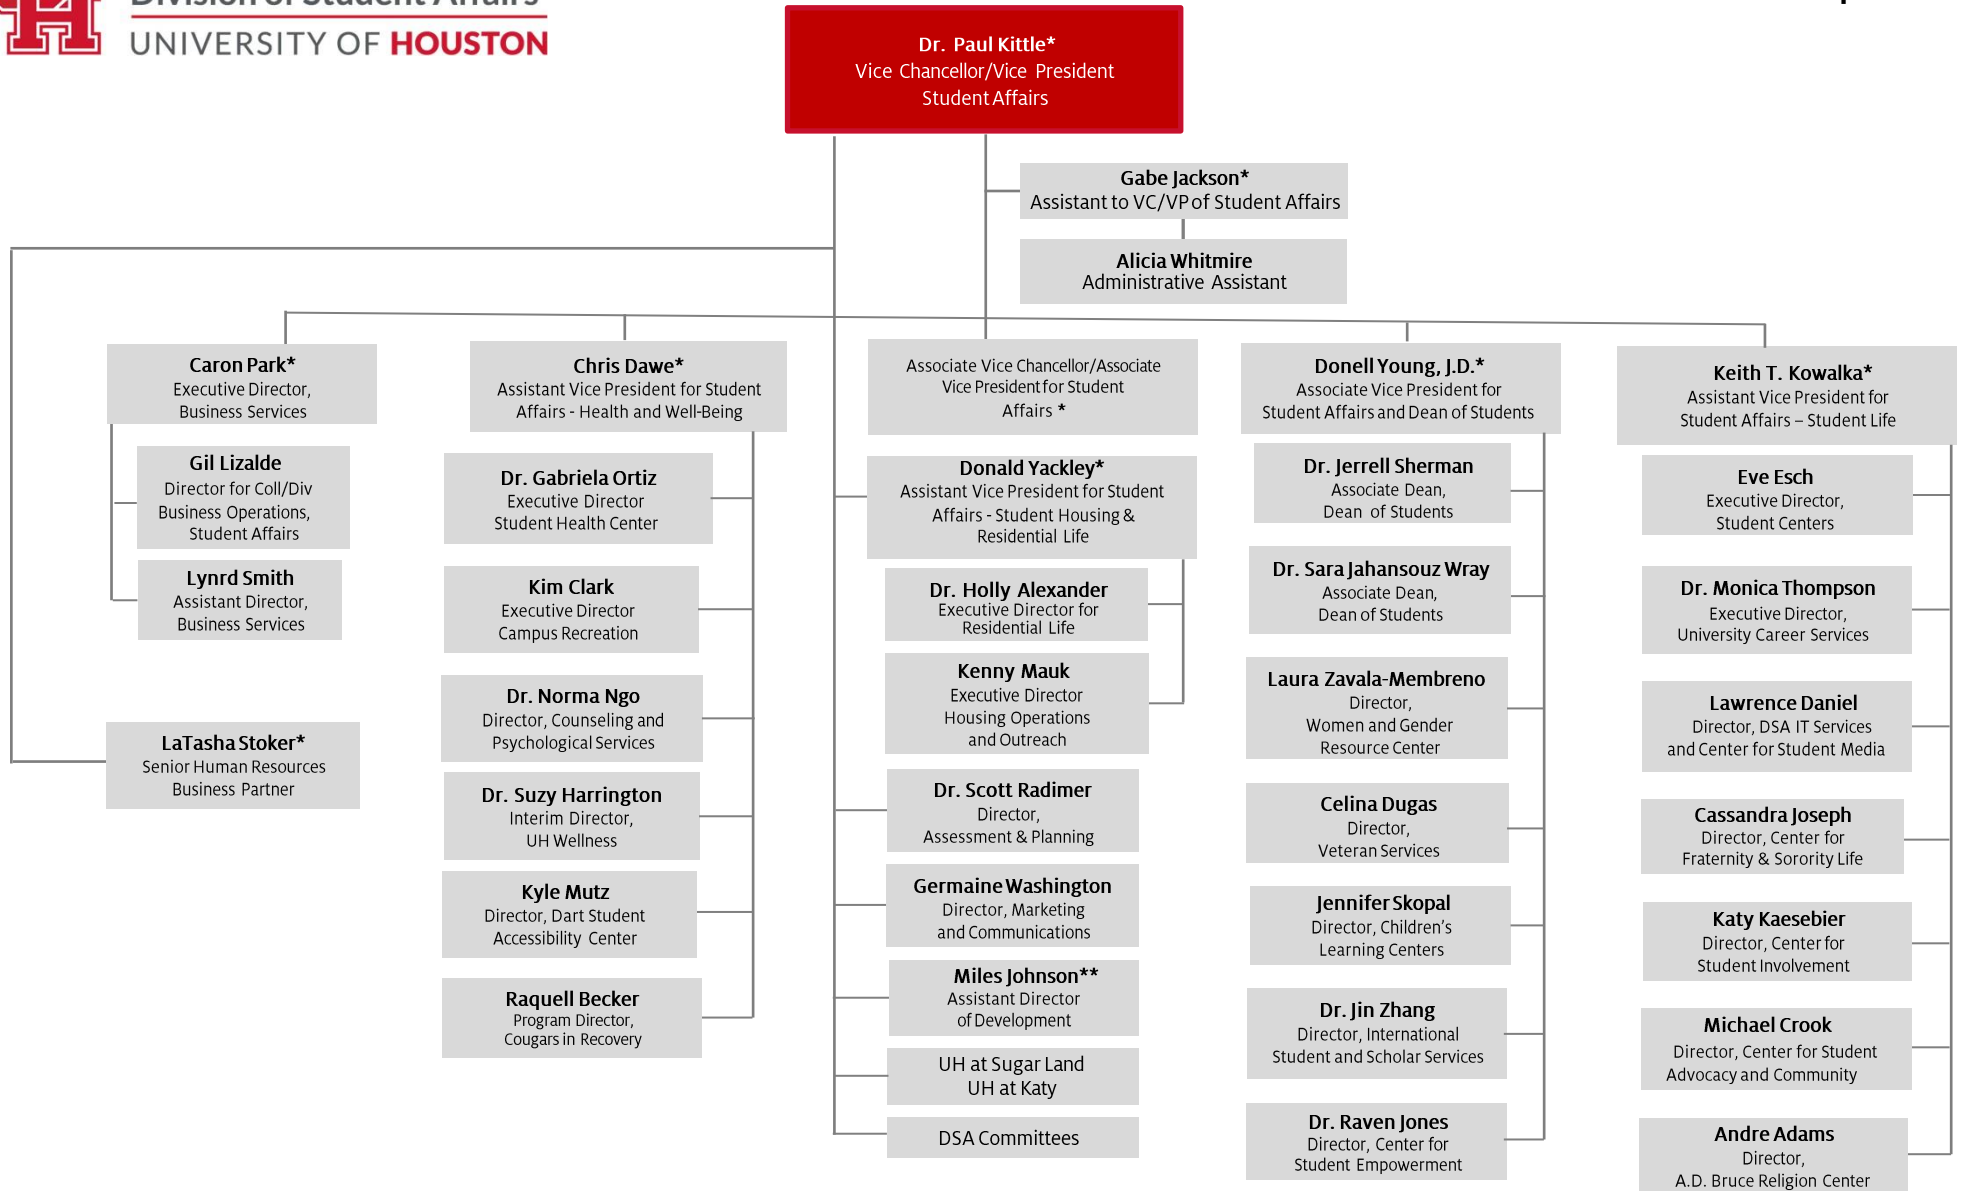 Division of Student Affairs
UNIVERSITY OF HOUSTON
Dr. Paul Kittle*
Vice Chancellor/Vice President
Student Affairs
Gabe Jackson*
Assistant to VC/VP of Student Affairs
Alicia Whitmire
Administrative Assistant
Caron Park*
Executive Director,
Business Services
Gil Lizalde
Director for Coll/Div
Business Operations,
Student Affairs
Lynrd Smith
Assistant Director,
Business Services
LaTasha Stoker*
Senior Human Resources
Business Partner
Chris Dawe*
Assistant Vice President for Student
Affairs - Health and Well-Being
Dr. Gabriela Ortiz
Executive Director
Student Health Center
Kim Clark
Executive Director
Campus Recreation
Dr. Norma Ngo
Director, Counseling and
Psychological Services
Dr. Suzy Harrington
Interim Director,
UH Wellness
Kyle Mutz
Director, Dart Student
Accessibility Center
Raquell Becker
Program Director,
Cougars in Recovery
Associate Vice Chancellor/Associate
Vice President for Student
Affairs *
Donald Yackley*
Assistant Vice President for Student
Affairs - Student Housing &
Residential Life
Dr. Holly Alexander
Executive Director for
Residential Life
Kenny Mauk
Executive Director
Housing Operations
and Outreach
Dr. Scott Radimer
Director,
Assessment & Planning
Germaine Washington
Director, Marketing
and Communications
Miles Johnson**
Assistant Director
of Development
UH at Sugar Land
UH at Katy
DSA Committees
Donell Young, J.D.*
Associate Vice President for
Student Affairs and Dean of Students
Dr. Jerrell Sherman
Associate Dean,
Dean of Students
Dr. Sara Jahansouz Wray
Associate Dean,
Dean of Students
Laura Zavala-Membreno
Director,
Women and Gender
Resource Center
Celina Dugas
Director,
Veteran Services
Jennifer Skopal
Director, Children's
Learning Centers
Dr. Jin Zhang
Director, International
Student and Scholar Services
Dr. Raven Jones
Director, Center for
Student Empowerment
Keith T. Kowalka*
Assistant Vice President for
Student Affairs – Student Life
Eve Esch
Executive Director,
Student Centers
Dr. Monica Thompson
Executive Director,
University Career Services
Lawrence Daniel
Director, DSA IT Services
and Center for Student Media
Cassandra Joseph
Director, Center for
Fraternity & Sorority Life
Katy Kaesebier
Director, Center for
Student Involvement
Michael Crook
Director, Center for Student
Advocacy and Community
Andre Adams
Director,
A.D. Bruce Religion Center